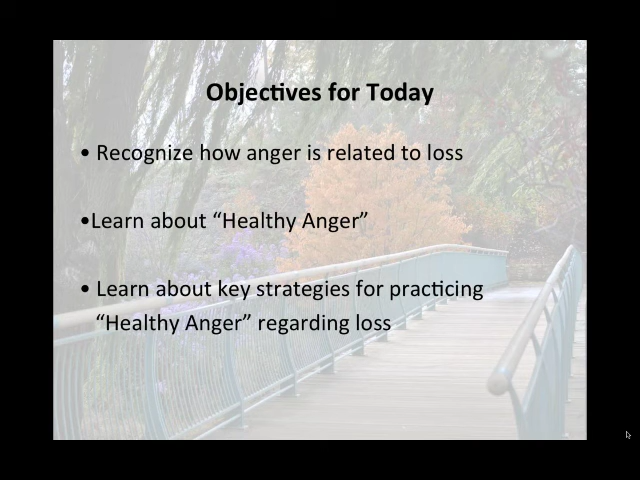 Objectives for Today
• Recognize how anger is related to loss
•Learn about “Healthy Anger”
• Learn about key strategies for practicing
“Healthy Anger” regarding loss